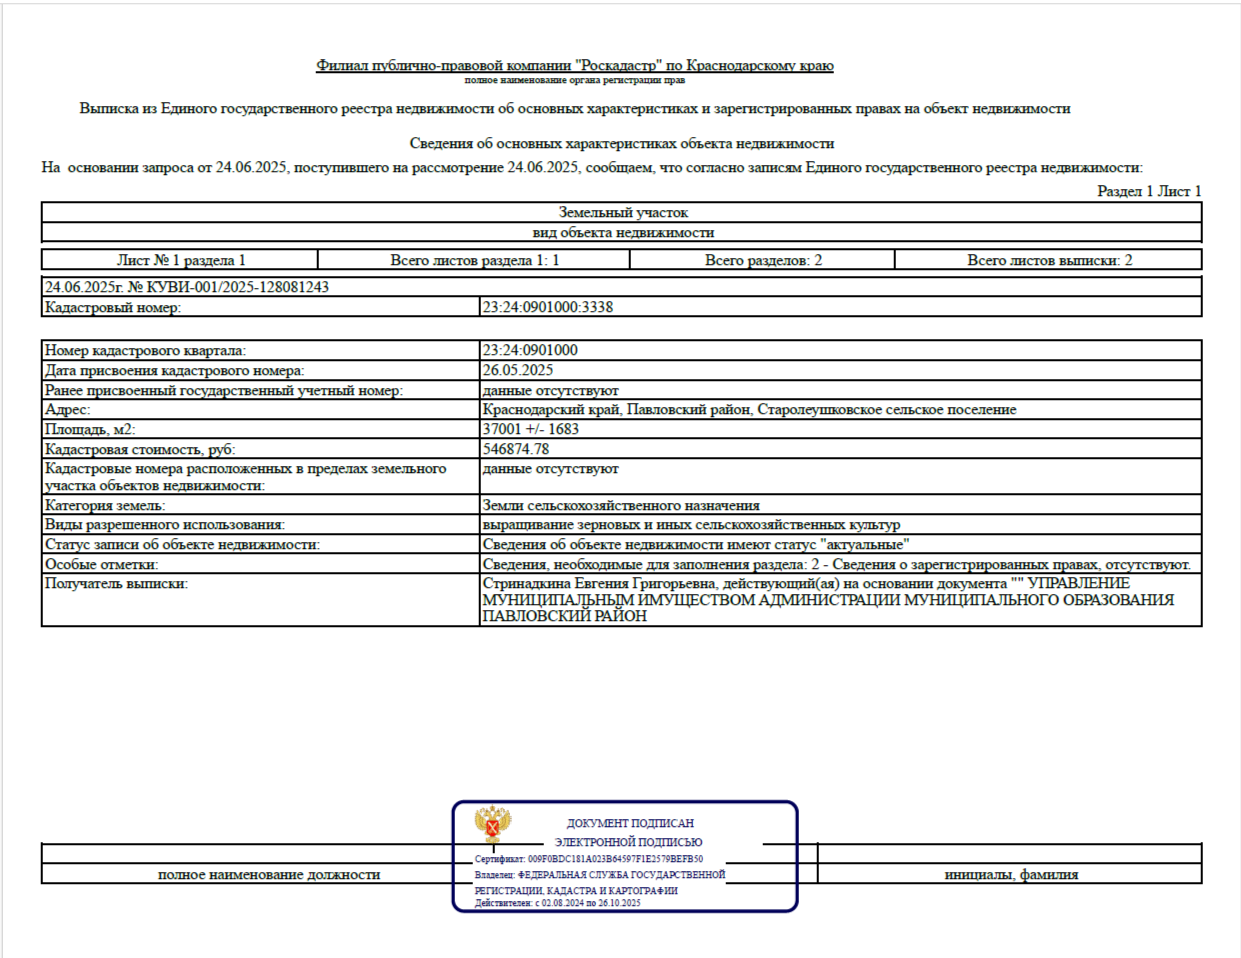 Филиал публично-правовой компании "Роскадастр" по Краснодарскому краю
полное наименование органа регистрации прав
Выписка из Единого государственного реестра недвижимости об основных характеристиках и зарегистрированных правах на объект недвижимости
Сведения об основных характеристиках объекта недвижимости
На основании запроса от 24.06.2025, поступившего на рассмотрение 24.06.2025, сообщаем, что согласно записям Единого государственного реестра недвижимости:
Раздел 1 Лист 1
Земельный участок
вид объекта недвижимости
Лист № 1 раздела 1 Всего листов раздела 1: 1 Всего разделов: 2 Всего листов выписки: 2
24.06.2025г. № КУВИ-001/2025-128081243
Кадастровый номер: 23:24:0901000:3338
Номер кадастрового квартала: 23:24:0901000
Дата присвоения кадастрового номера: 26.05.2025
Ранее присвоенный государственный учетный номер: данные отсутствуют
Адрес: Краснодарский край, Павловский район, Старолеушковское сельское поселение
Площадь, м2: 37001 +/- 1683
Кадастровая стоимость, руб: 546874.78
Кадастровые номера расположенных в пределах земельного данные отсутствуют
участка объектов недвижимости:
Категория земель: Земли сельскохозяйственного назначения
Виды разрешенного использования: выращивание зерновых и иных сельскохозяйственных культур
Статус записи об объекте недвижимости: Сведения об объекте недвижимости имеют статус "актуальные"
Особые отметки: Сведения, необходимые для заполнения раздела: 2 - Сведения о зарегистрированных правах, отсутствуют.
Получатель выписки: Стринадкина Евгения Григорьевна, действующий(ая) на основании документа "" УПРАВЛЕНИЕ
МУНИЦИПАЛЬНЫМ ИМУЩЕСТВОМ АДМИНИСТРАЦИИ МУНИЦИПАЛЬНОГО ОБРАЗОВАНИЯ
ПАВЛОВСКИЙ РАЙОН
ДОКУМЕНТ ПОДПИСАН
ЭЛЕКТРОННОЙ ПОДПИСЬЮ
Сертификат: 009F0BDC181A023B64597F1E2579BEFB50
Владелец: ФЕДЕРАЛЬНАЯ СЛУЖБА ГОСУДАРСТВЕННОЙ
РЕГИСТРАЦИИ, КАДАСТРА И КАРТОГРАФИИ
Действителен: с 02.08.2024 по 26.10.2025
полное наименование должности
инициалы, фамилия